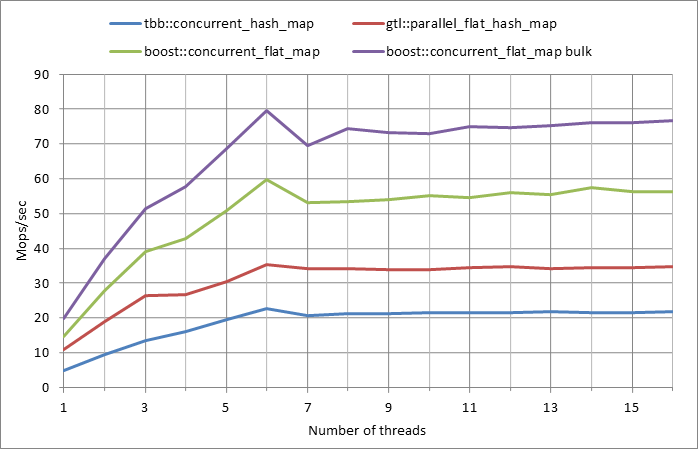 tbb::concurrent_hash_map gtl::parallel_flat_hash_map
boost::concurrent_flat_map boost::concurrent_flat_map bulk
90
80
70
60
50
40
30
20
10
0
Mops/sec
1 3 5 7 9 11 13 15
Number of threads